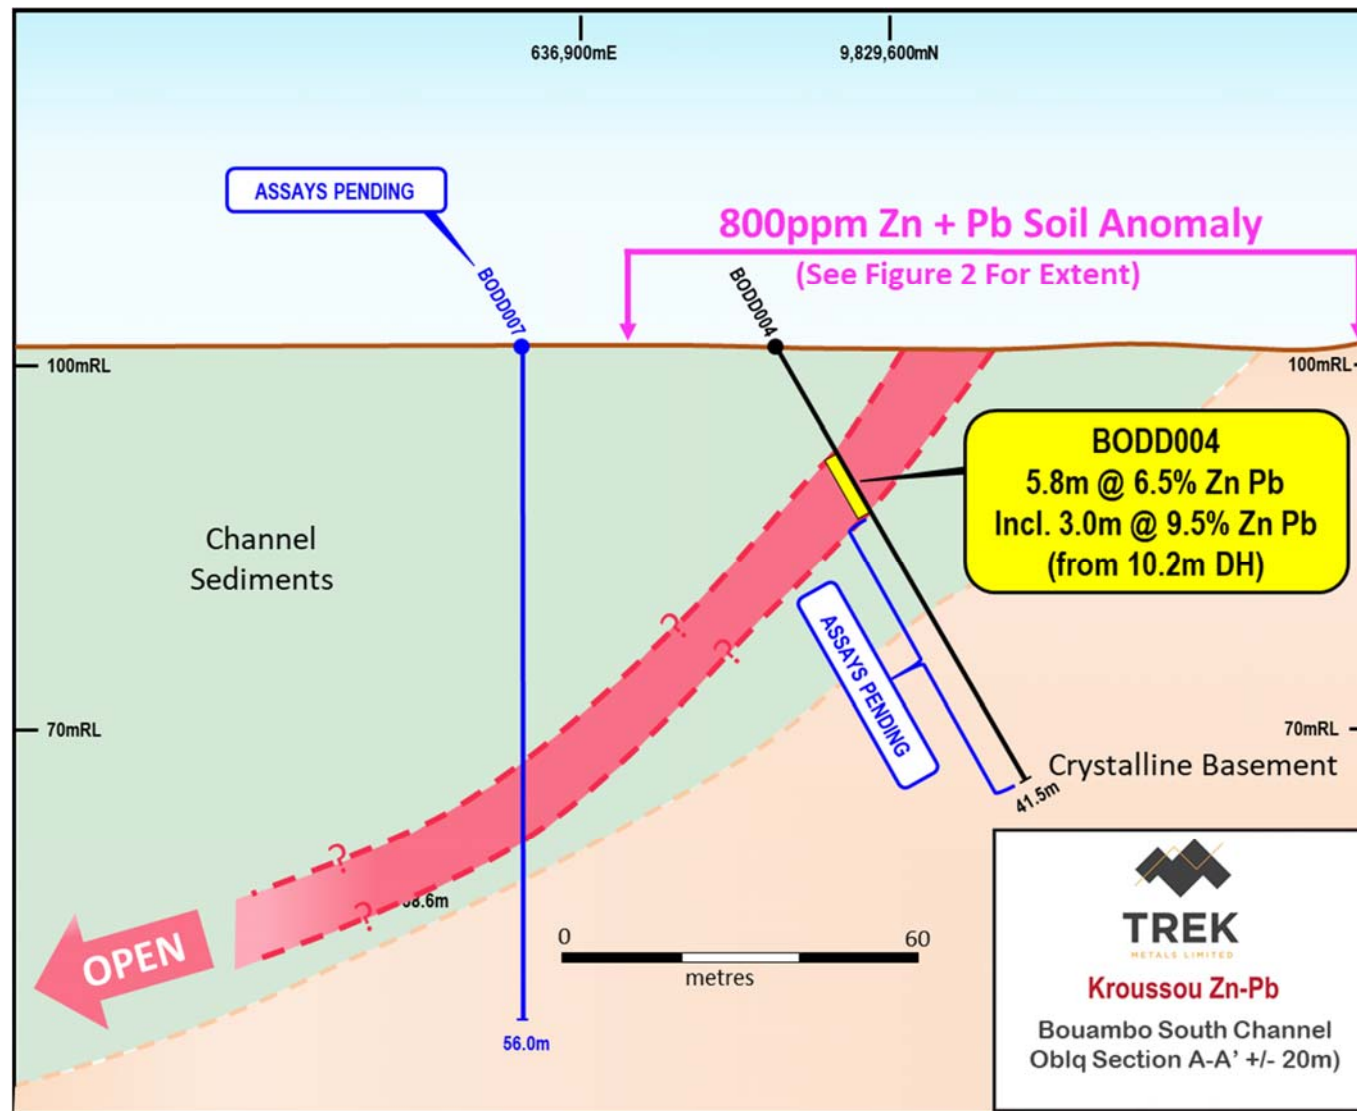 636,900mE
9,829,600mN
ASSAYS PENDING
800ppm Zn + Pb Soil Anomaly
(See Figure 2 For Extent)
BODD007
BODD004
100mRL
100mRL
BODD004
5.8m @ 6.5% Zn Pb
Incl. 3.0m @ 9.5% Zn Pb
(from 10.2m DH)
Channel
Sediments
?
?
ASSAYS PENDING
70mRL
70mRL
Crystalline Basement
41.5m
?
?
8.6m
OPEN
0
60
metres
56.0m
TREK
METALS LIMITED
Kroussou Zn-Pb
Bouambo South Channel
Oblq Section A-A' +/- 20m)